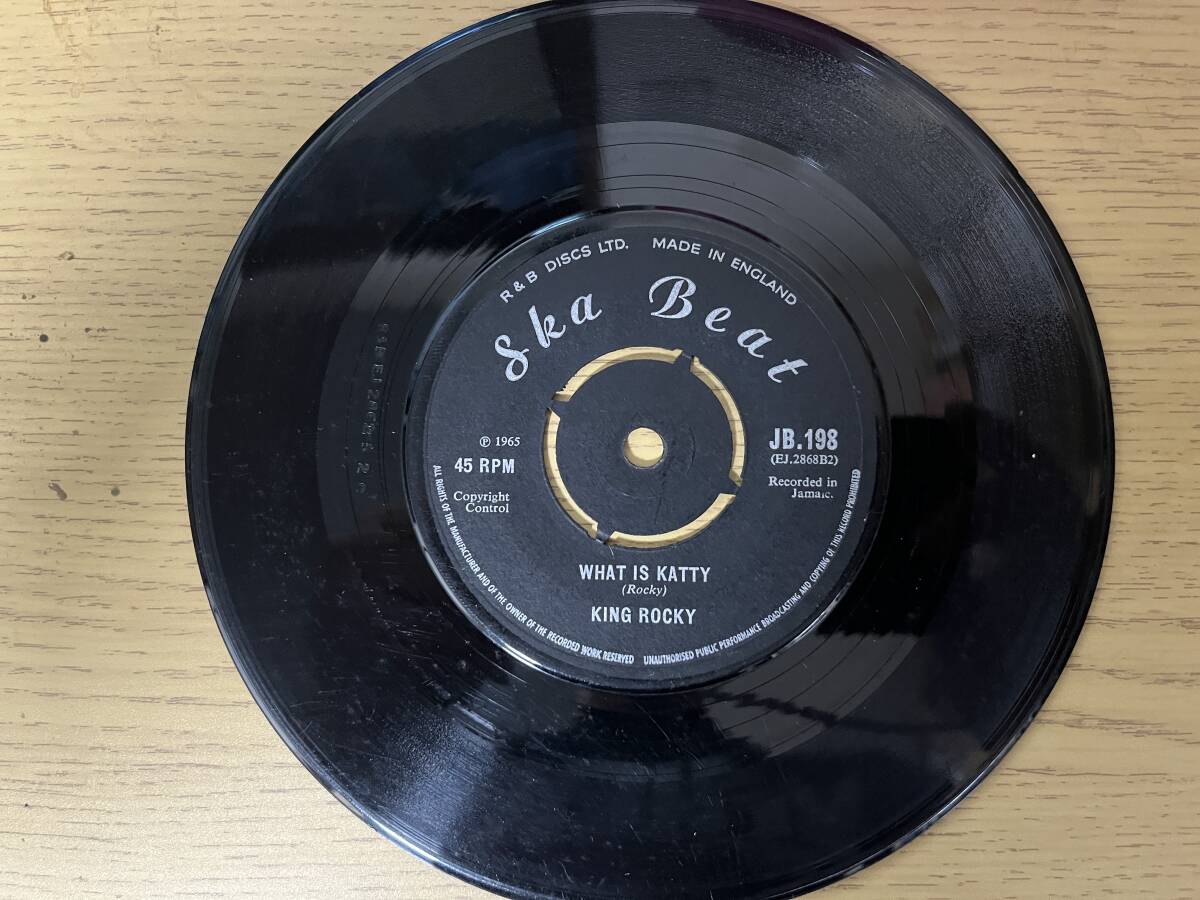 R & B DISCS LTD. MADE IN ENGLAND
Ska Beat
℗ 1965
45 RPM
Copyright
Control
JB.198
(EJ.2868B2)
Recorded in
Jamaic.
WHAT IS KATTY
(Rocky)
KING ROCKY
ALL RIGHTS OF THE MANUFACTURER AND OF THE OWNER OF THE RECORDED WORK RESERVED UNAUTHORISED PUBLIC PERFORMANCE BROADCASTING AND COPYING OF THIS RECORD PROHIBITED